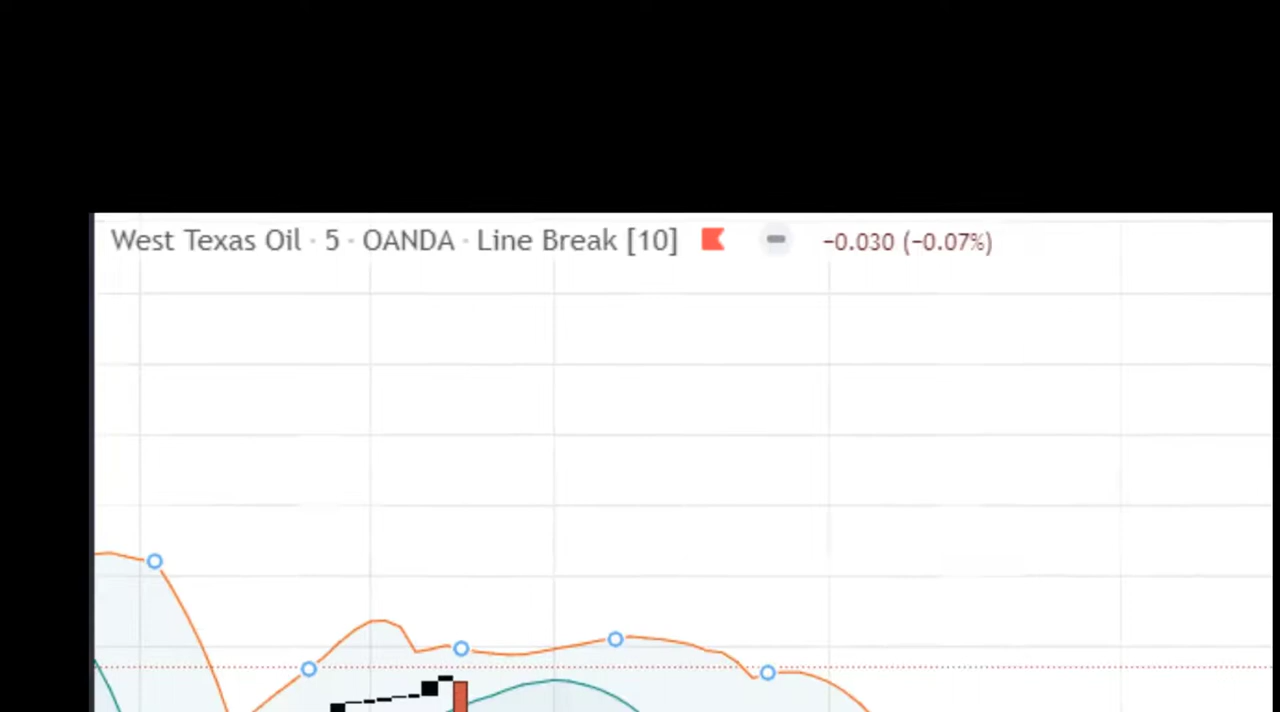 West Texas Oil · 5 · OANDA · Line Break [10] −0.030 (−0.07%)